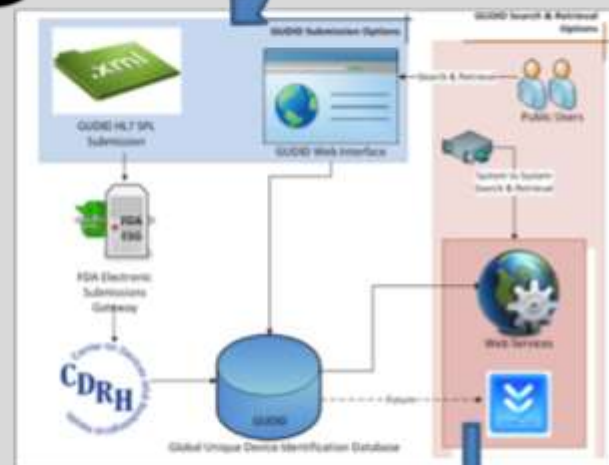 GUDID Submission Options
GUDID Search & Retrieval
Options
.xml
GUDID HL7 SPL
Submission
GUDID Web Interface
Search & Retrieval
Public Users
System to System
Search & Retrieval
FDA
ESG
FDA Electronic
Submissions
Gateway
Web Services
CDRH
GUDID
Future
Global Unique Device Identification Database